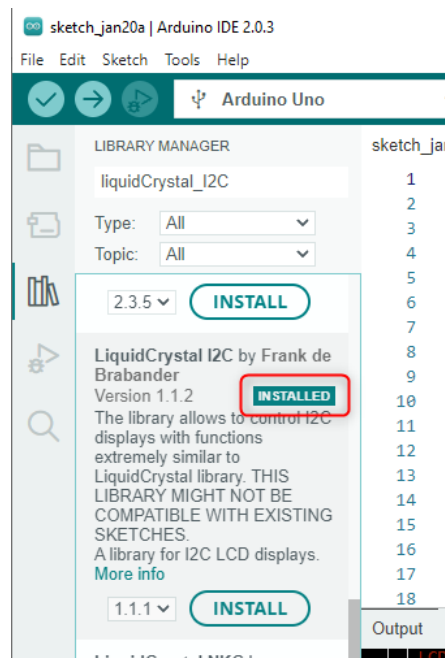 sketch_jan20a | Arduino IDE 2.0.3
File Edit Sketch Tools Help
Arduino Uno
LIBRARY MANAGER
liquidCrystal_I2C
Type: All
Topic: All
2.3.5 INSTALL
LiquidCrystal I2C by Frank de
Brabander
Version 1.1.2 INSTALLED
The library allows to control I2C
displays with functions
extremely similar to
LiquidCrystal library. THIS
LIBRARY MIGHT NOT BE
COMPATIBLE WITH EXISTING
SKETCHES.
A library for I2C LCD displays.
More info
1.1.1 INSTALL
sketch_ja
1
2
3
4
5
6
7
8
9
10
11
12
13
14
15
16
17
18
Output